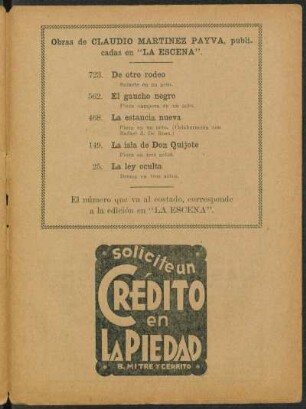 Obras de CLAUDIO MARTINEZ PAYVA, publi-
cadas en "LA ESCENA".
723. De otro rodeo
Sainete en un acto.
562. El gaucho negro
Pieza campera en un acto.
468. La estancia nueva
Pieza en un acto. (Colaboración con
Rafael J. De Rosa.)
149. La isla de Don Quijote
Pieza en tres actos.
25. La ley oculta
Drama en tres actos.
El número que va al costado, corresponde
a la edición en "LA ESCENA".
solicite un
CRÉDITO
en
LA PIEDAD
B. MITRE Y CERRITO